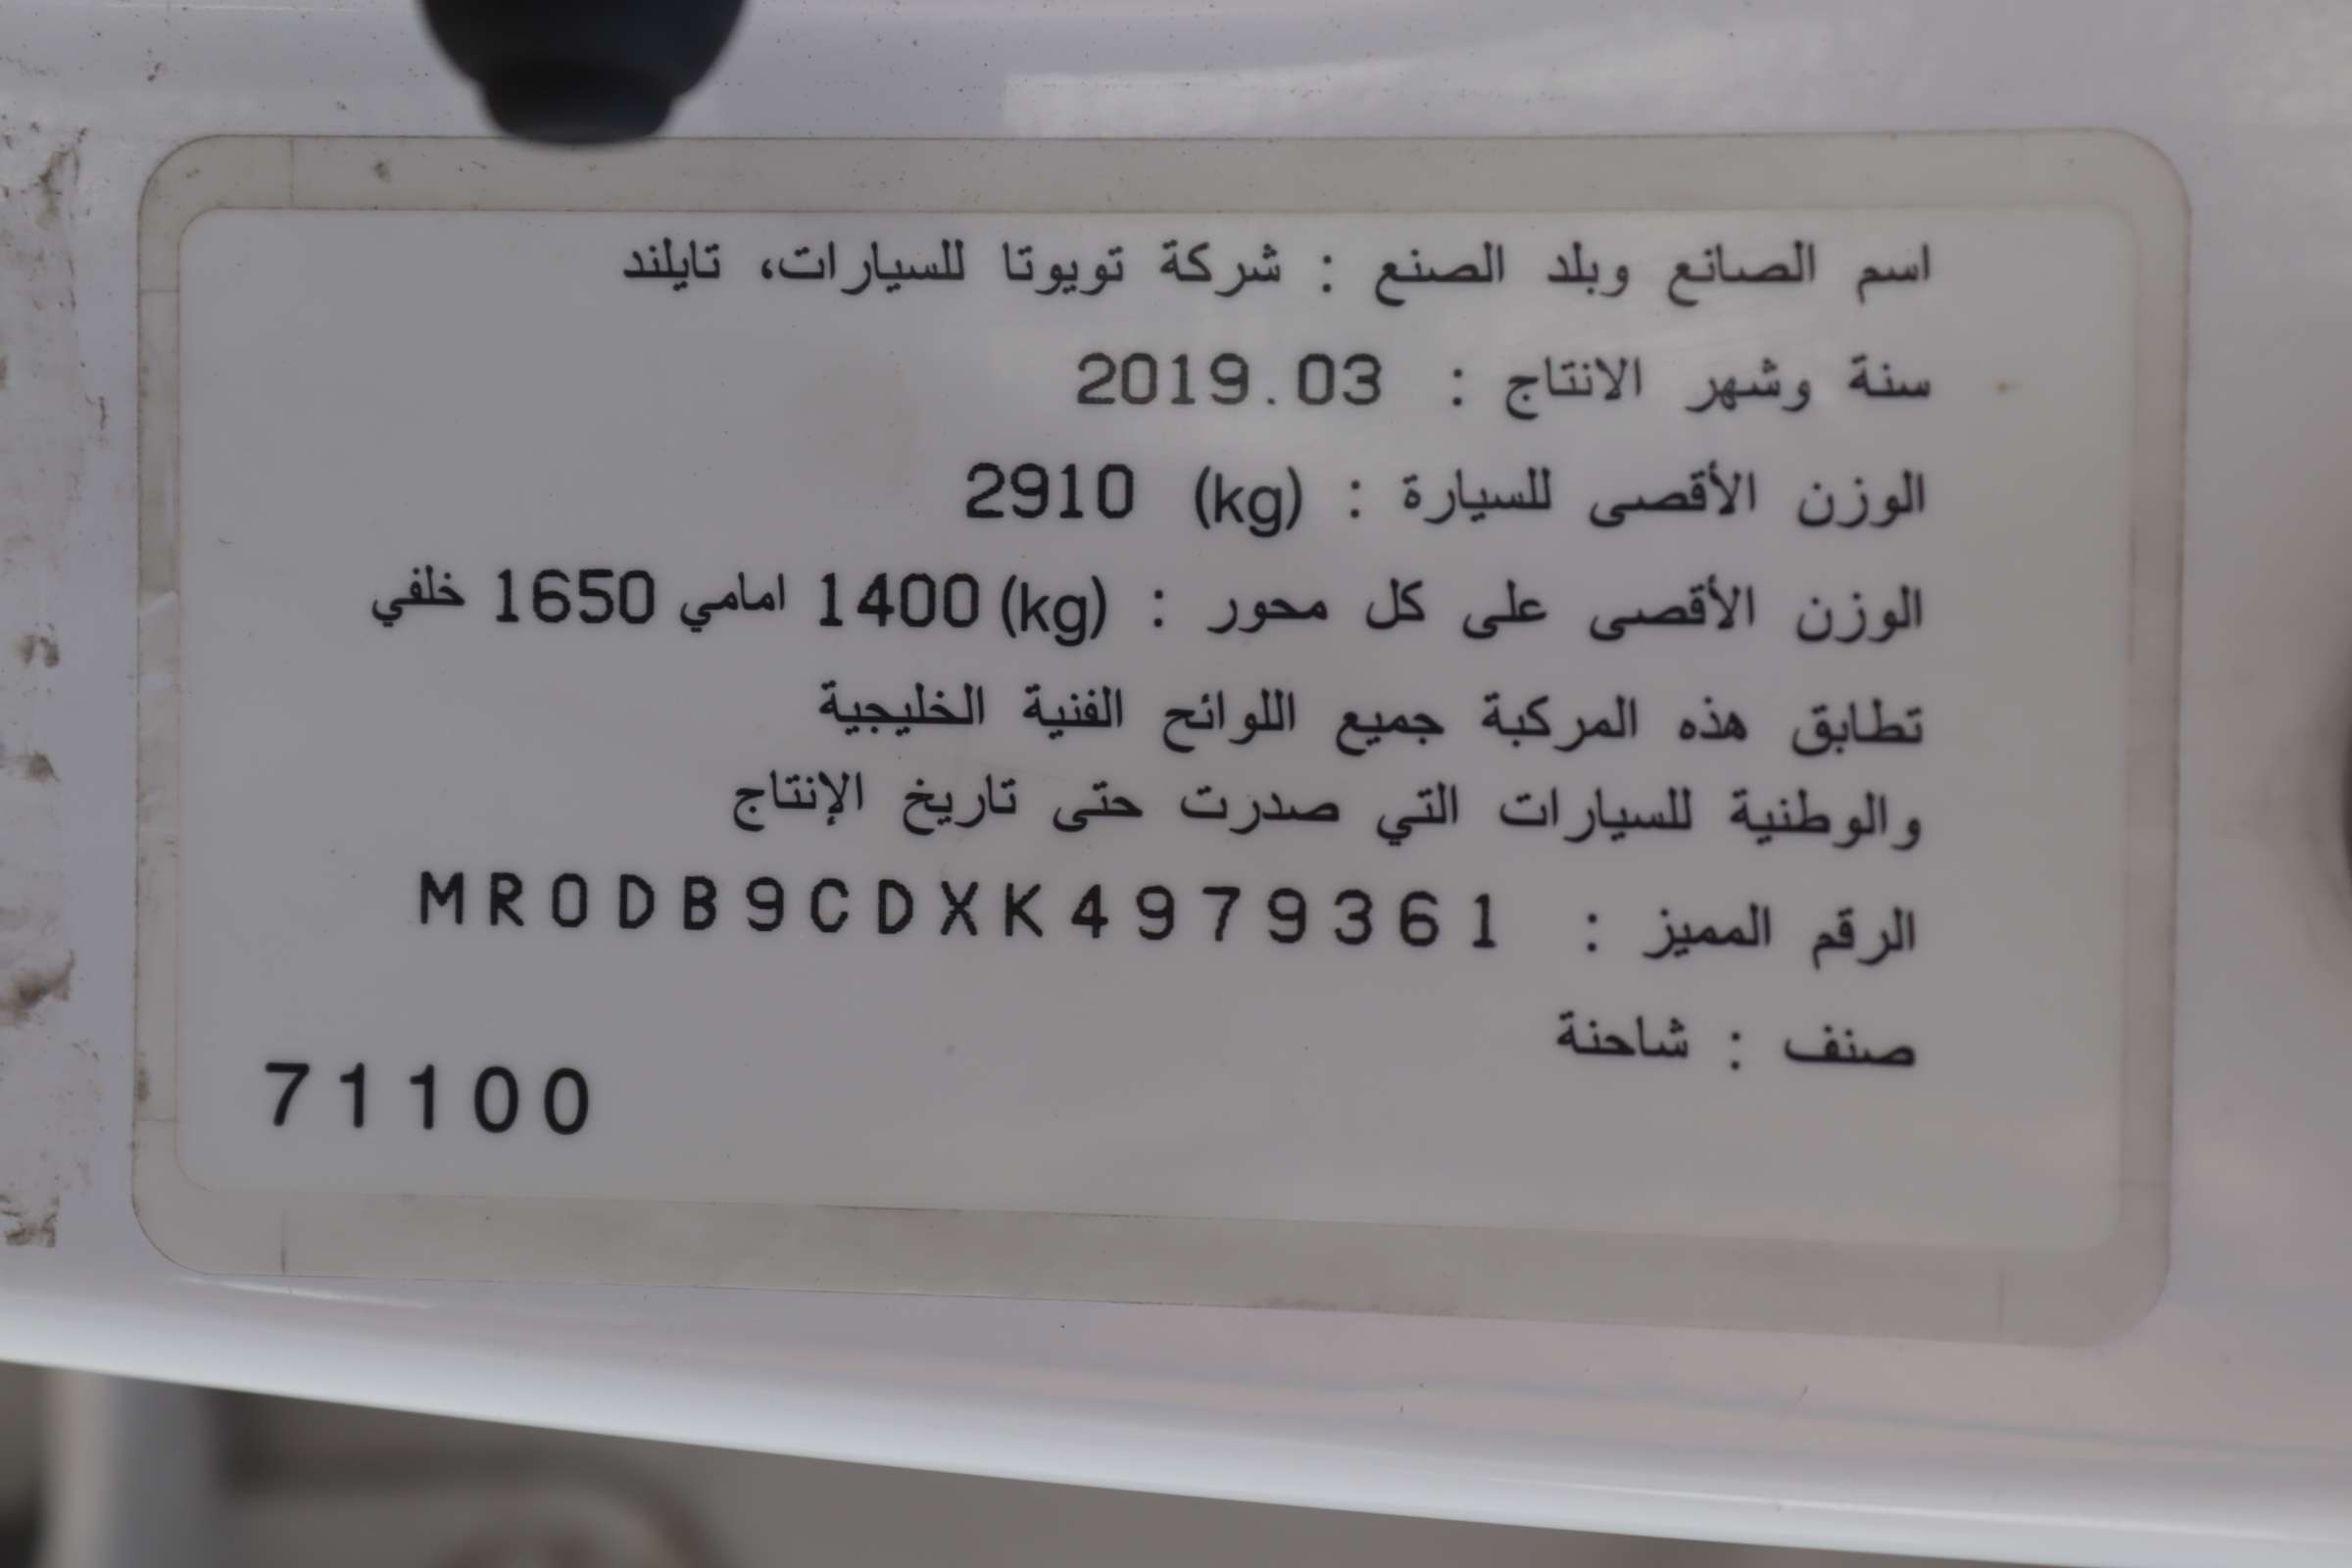 اسم الصانع وبلد الصنع : شركة تويوتا للسيارات، تايلند
سنة وشهر الانتاج : 2019.03
الوزن الأقصى للسيارة : (kg) 2910
الوزن الأقصى على كل محور : (kg) 1400 امامي 1650 خلفي
تطابق هذه المركبة جميع اللوائح الفنية الخليجية
والوطنية للسيارات التي صدرت حتى تاريخ الإنتاج
الرقم المميز : MR0DB9CDXK4979361
صنف : شاحنة
71100